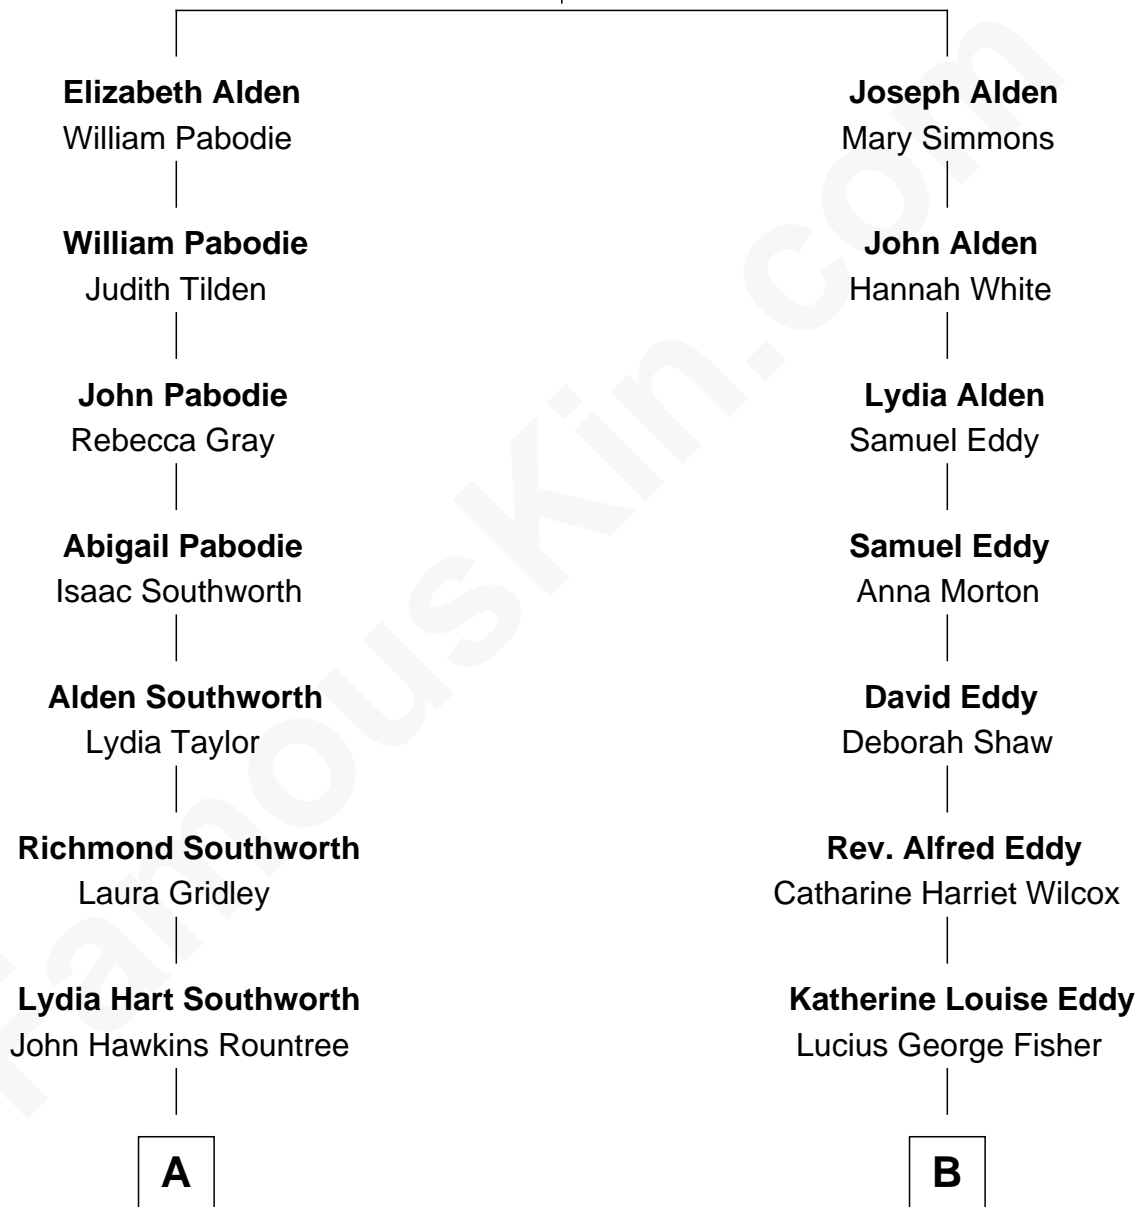 Elizabeth Alden
William Pabodie
William Pabodie
Judith Tilden
John Pabodie
Rebecca Gray
Abigail Pabodie
Isaac Southworth
Alden Southworth
Lydia Taylor
Richmond Southworth
Laura Gridley
Lydia Hart Southworth
John Hawkins Rountree
A
Joseph Alden
Mary Simmons
John Alden
Hannah White
Lydia Alden
Samuel Eddy
Samuel Eddy
Anna Morton
David Eddy
Deborah Shaw
Rev. Alfred Eddy
Catharine Harriet Wilcox
Katherine Louise Eddy
Lucius George Fisher
B
FamousKin.com